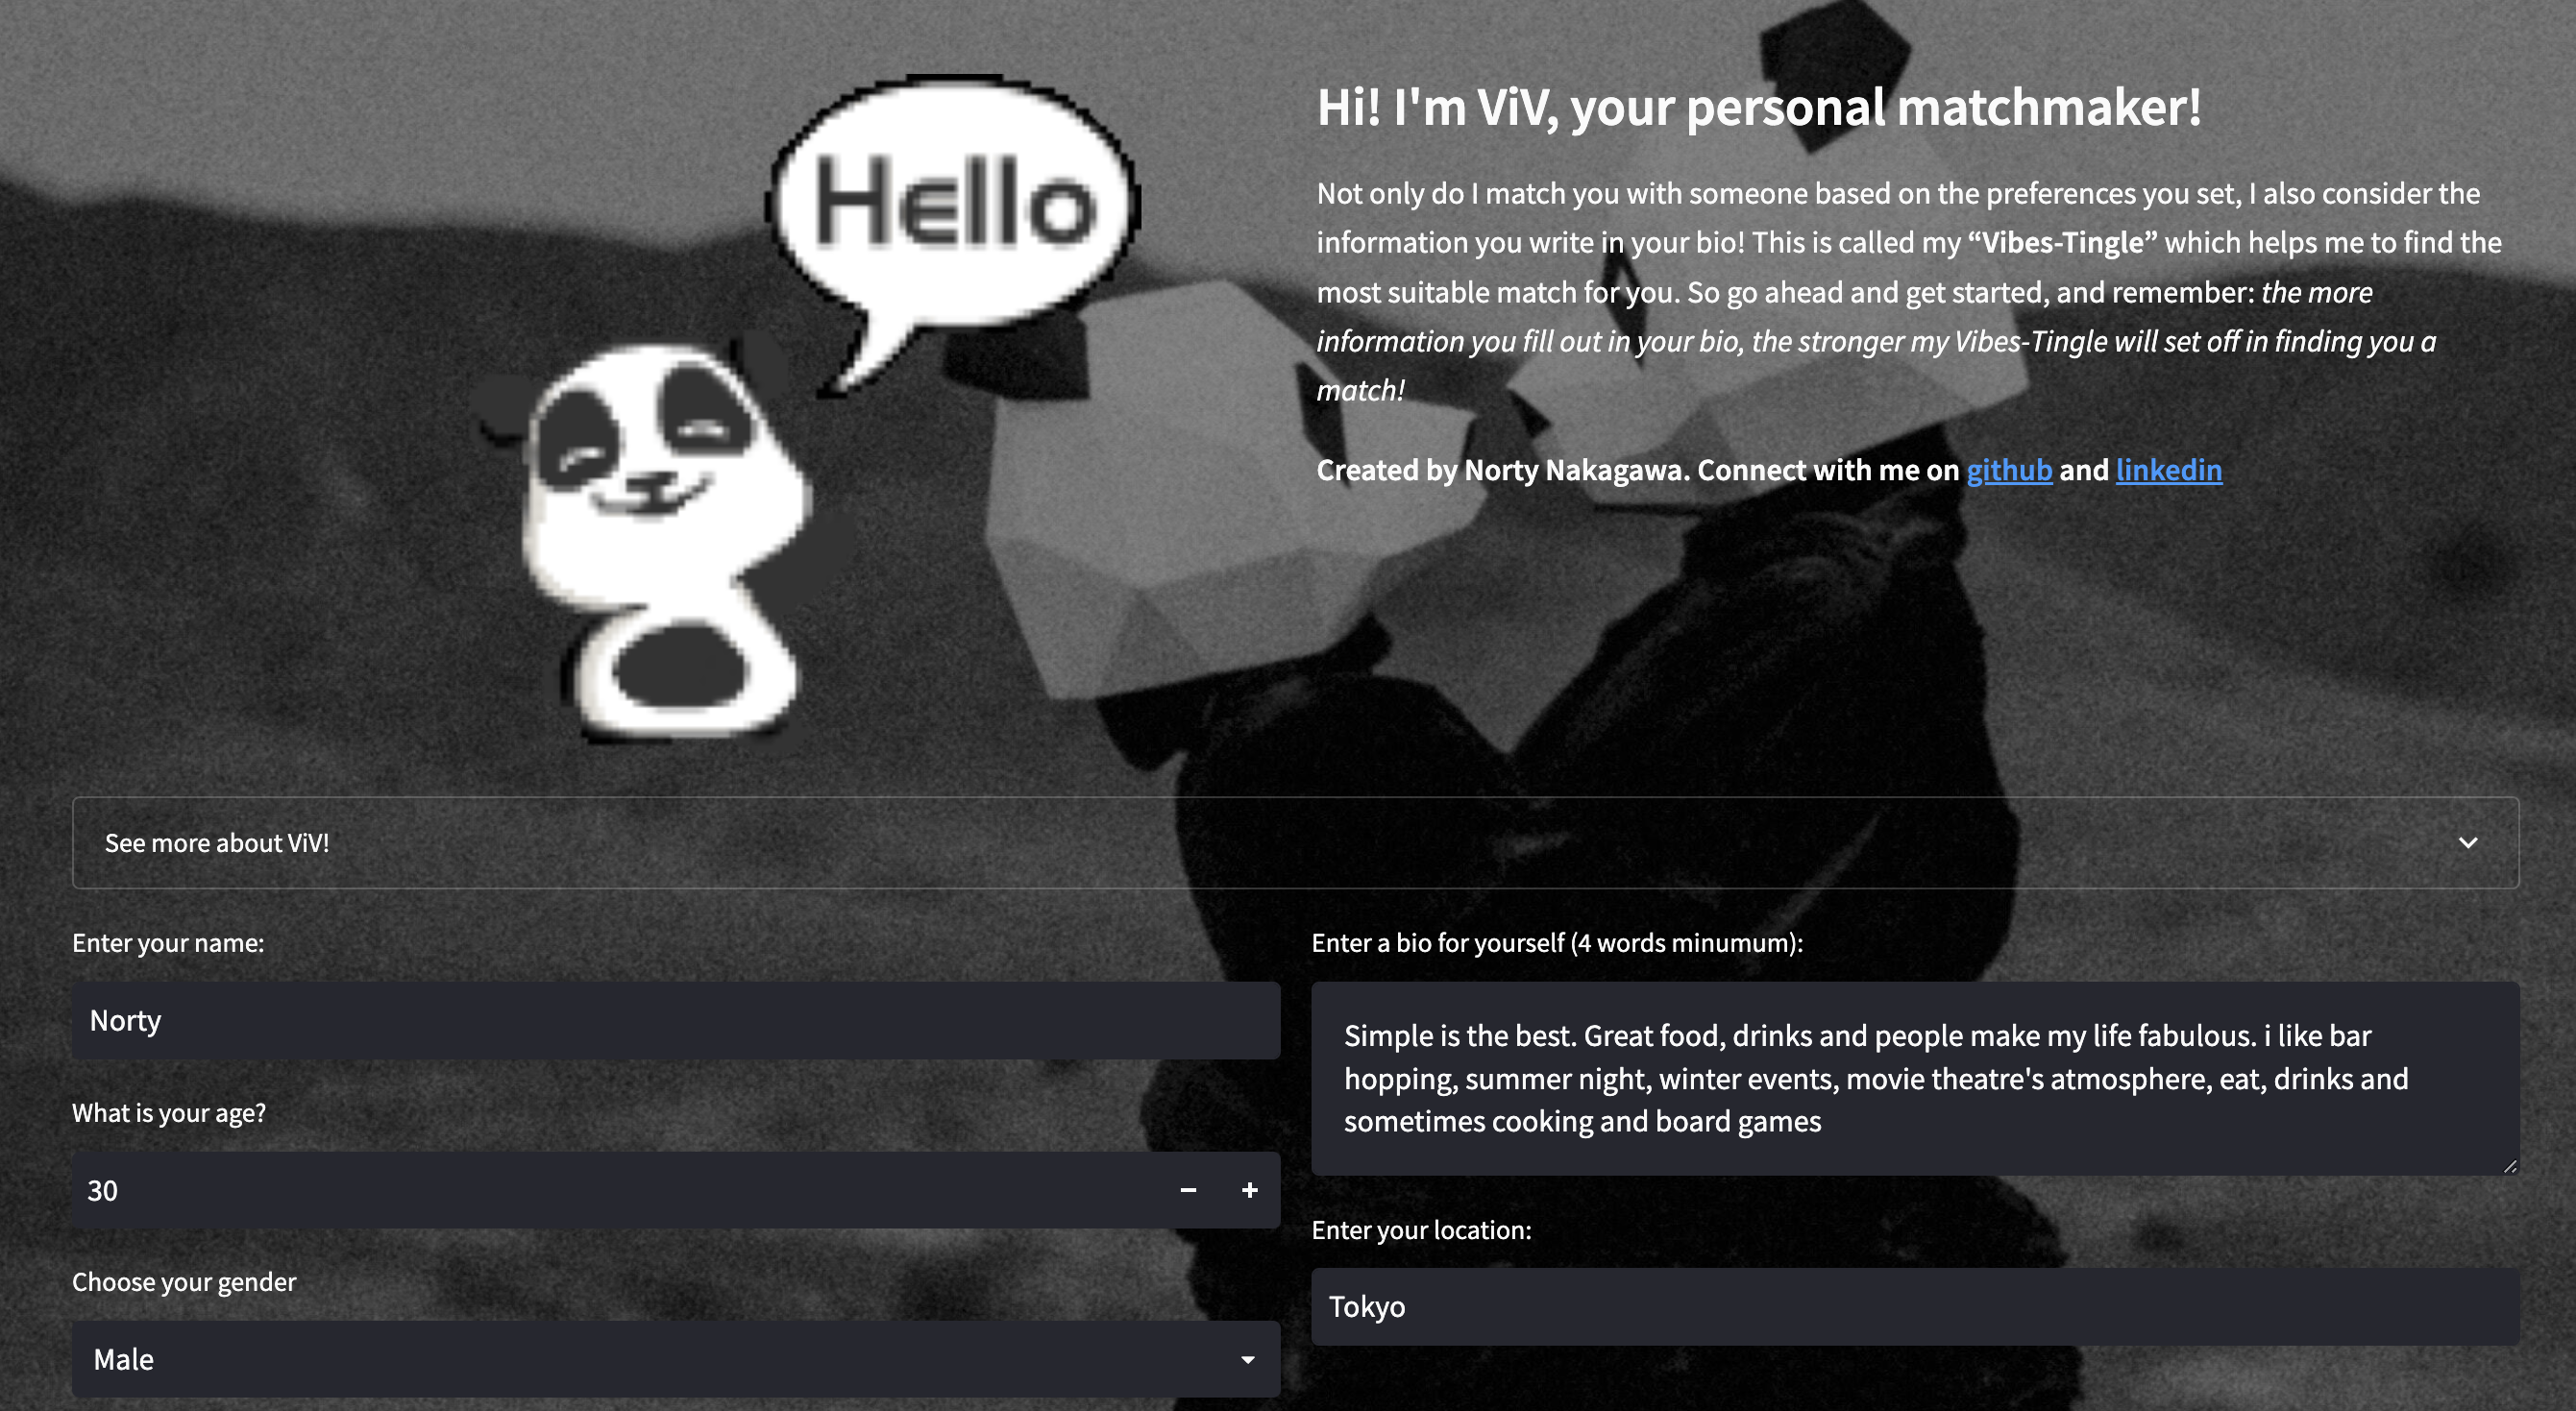 Hello
Hi! I'm ViV, your personal matchmaker!
Not only do I match you with someone based on the preferences you set, I also consider the
information you write in your bio! This is called my “Vibes-Tingle” which helps me to find the
most suitable match for you. So go ahead and get started, and remember: the more
information you fill out in your bio, the stronger my Vibes-Tingle will set off in finding you a
match!
Created by Norty Nakagawa. Connect with me on github and linkedin
See more about ViV!
Enter your name:
Norty
What is your age?
30
Choose your gender
Male
Enter a bio for yourself (4 words minumum):
Simple is the best. Great food, drinks and people make my life fabulous. i like bar
hopping, summer night, winter events, movie theatre's atmosphere, eat, drinks and
sometimes cooking and board games
Enter your location:
Tokyo